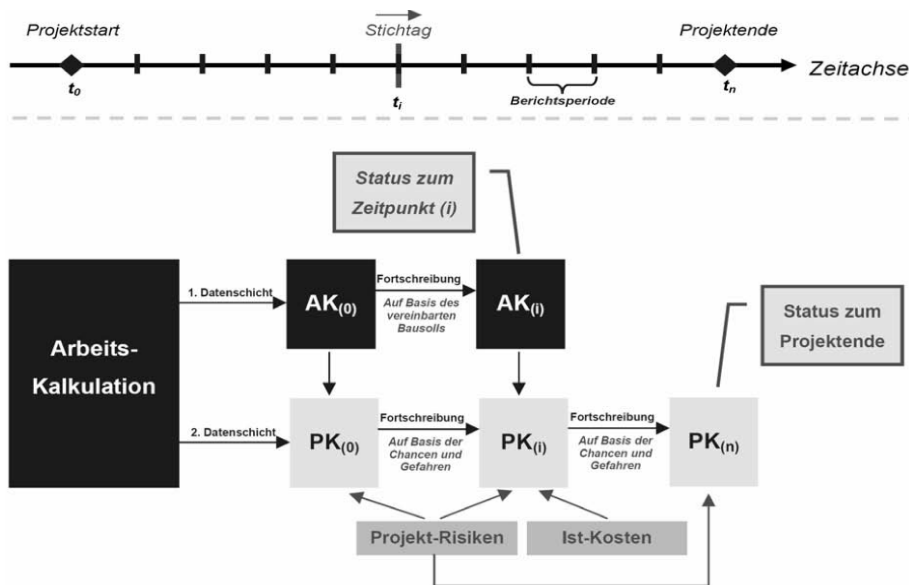 Projektstart
Stichtag
Projektende
Zeitachse
t0
ti
Berichtsperiode
tn
Status zum
Zeitpunkt (i)
Arbeits-
Kalkulation
1. Datenschicht
AK(0)
Fortschreibung
Auf Basis des
vereinbarten
Bausolls
AK(i)
Status zum
Projektende
2. Datenschicht
PK(0)
Fortschreibung
Auf Basis der
Chancen und
Gefahren
PK(i)
Fortschreibung
Auf Basis der
Chancen und
Gefahren
PK(n)
Projekt-Risiken
Ist-Kosten